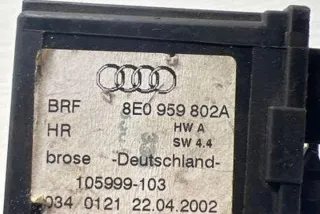 BRF 8E0 959 802A
HR HW A
SW 4.4
brose -Deutschland-
105999-103
034 0121 22.04.2002